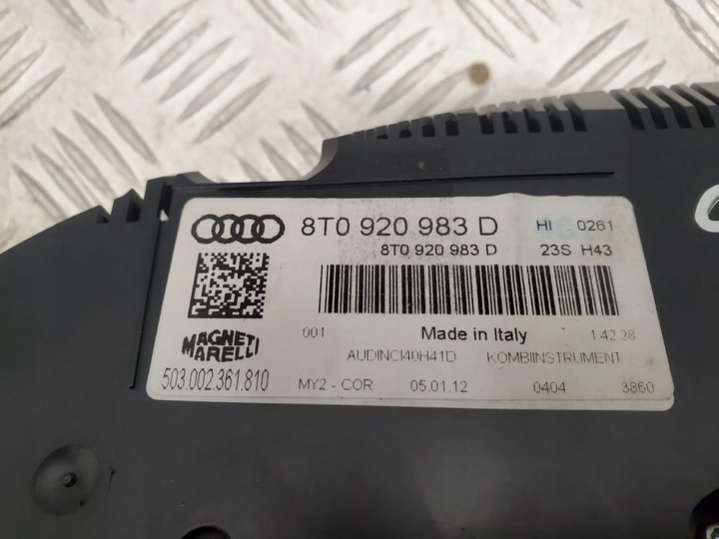 8T0 920 983 D HI 0261
8T0 920 983 D 23S H43
MAGNETI
MARELLI
001 Made in Italy 1.42.28
AUDINCI40H41D KOMBIINSTRUMENT
503.002.361.810 MY2 - COR 05.01.12 0404 3860